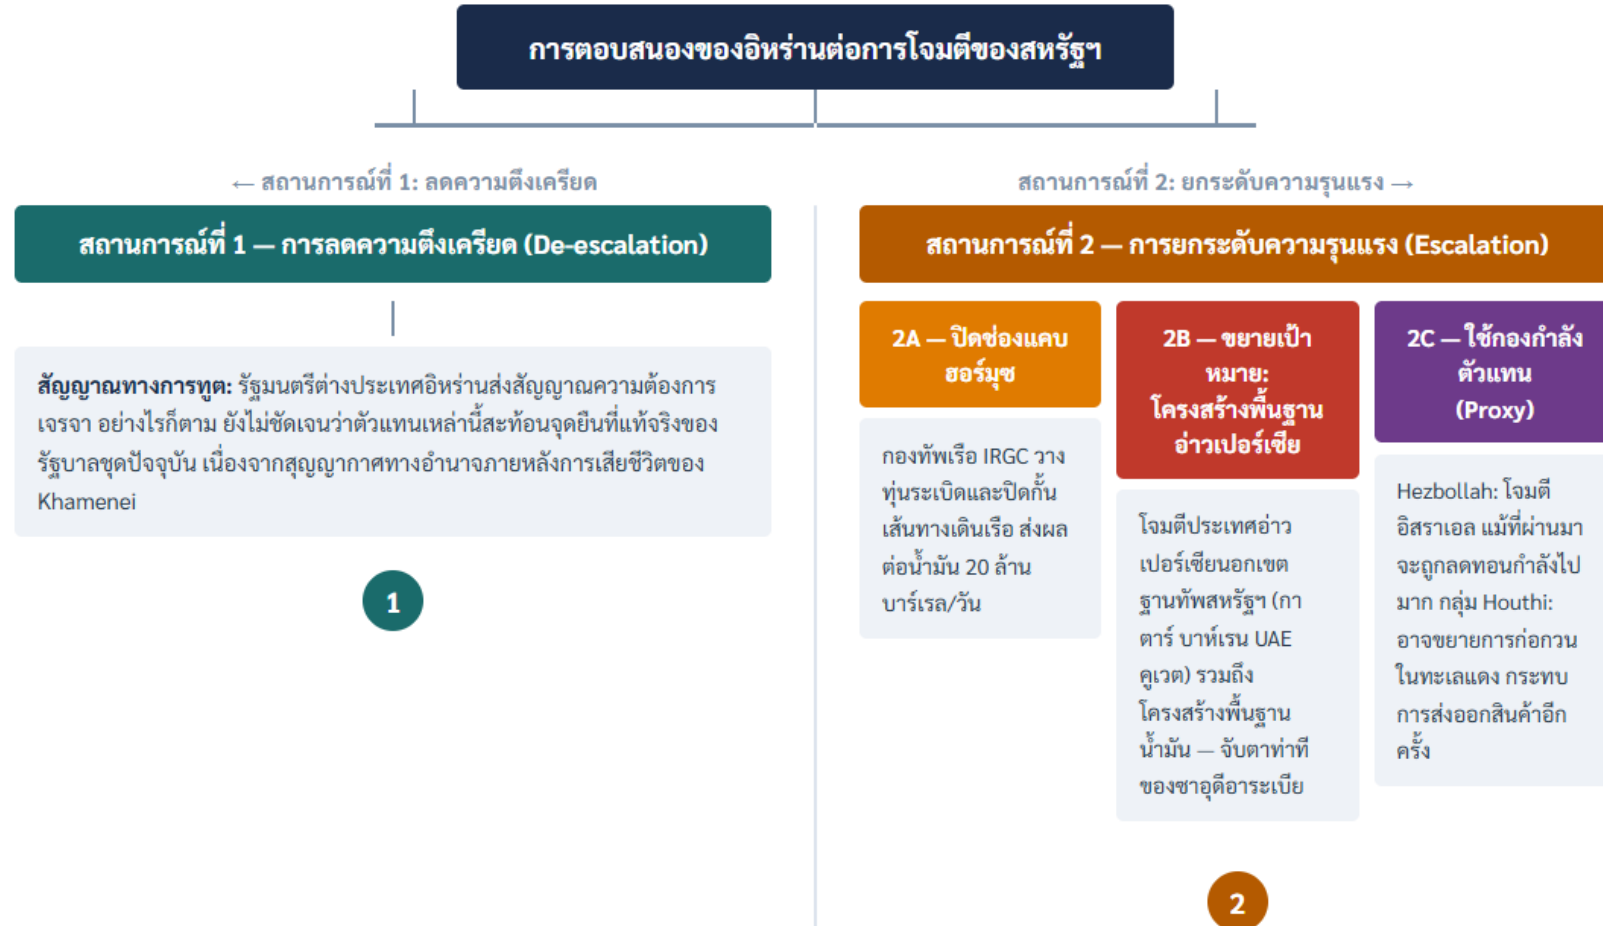 การตอบสนองของอิหร่านต่อการโจมตีของสหรัฐฯ
← สถานการณ์ที่ 1: ลดความตึงเครียด
สถานการณ์ที่ 1 — การลดความตึงเครียด (De-escalation)
สัญญาณทางการทูต: รัฐมนตรีต่างประเทศอิหร่านส่งสัญญาณความต้องการ
เจรจา อย่างไรก็ตาม ยังไม่ชัดเจนว่าตัวแทนเหล่านี้สะท้อนจุดยืนที่แท้จริงของ
รัฐบาลชุดปัจจุบัน เนื่องจากสุญญากาศทางอำนาจภายหลังการเสียชีวิตของ
Khamenei
1
สถานการณ์ที่ 2: ยกระดับความรุนแรง →
สถานการณ์ที่ 2 — การยกระดับความรุนแรง (Escalation)
2A — ปิดช่องแคบ
ฮอร์มุซ
กองทัพเรือ IRGC วาง
ทุ่นระเบิดและปิดกั้น
เส้นทางเดินเรือ ส่งผล
ต่อน้ำมัน 20 ล้าน
บาร์เรล/วัน
2B — ขยายเป้า
หมาย:
โครงสร้างพื้นฐาน
อ่าวเปอร์เซีย
โจมตีประเทศอ่าว
เปอร์เซียนอกเขต
ฐานทัพสหรัฐฯ (กา
ตาร์ บาห์เรน UAE
คูเวต) รวมถึง
โครงสร้างพื้นฐาน
น้ำมัน — จับตาท่าที
ของซาอุดีอาระเบีย
2C — ใช้กองกำลัง
ตัวแทน
(Proxy)
Hezbollah: โจมตี
อิสราเอล แม้ที่ผ่านมา
จะถูกลดทอนกำลังไป
มาก กลุ่ม Houthi:
อาจขยายการก่อกวน
ในทะเลแดง กระทบ
การส่งออกสินค้าอีก
ครั้ง
2